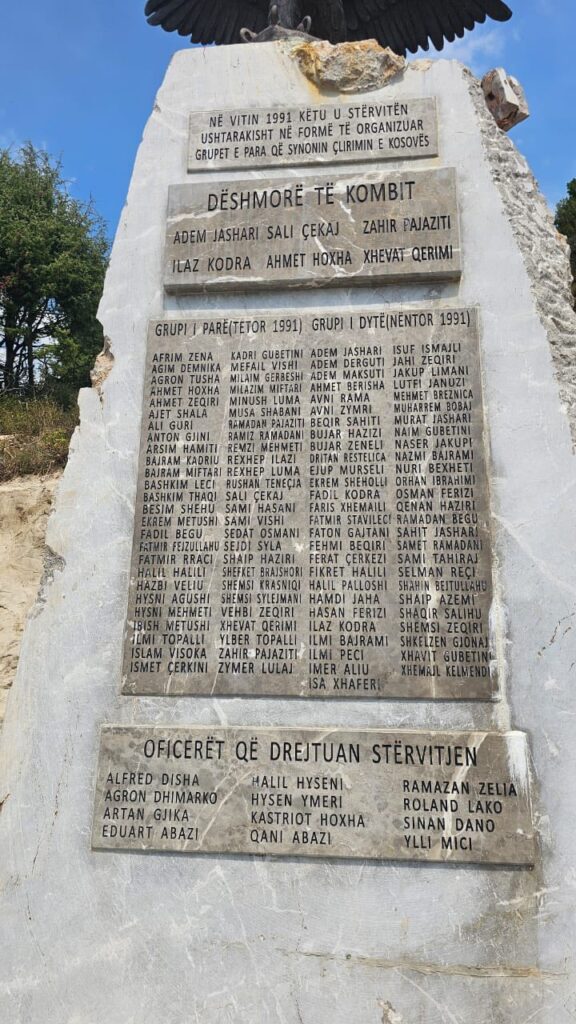 NË VITIN 1991 KËTU U STËRVITËN
USHTARAKISHT NË FORMË TË ORGANIZUAR
GRUPET E PARA QË SYNONIN ÇLIRIMIN E KOSOVËS
DËSHMORË TË KOMBIT
ADEM JASHARI SALI ÇEKAJ ZAHIR PAJAZITI
ILAZ KODRA AHMET HOXHA XHEVAT QERIMI
GRUPI I PARË(TETOR 1991) GRUPI I DYTË(NËNTOR 1991)
AFRIM ZENA
AGIM DEMNIKA
AGRON TUSHA
AHMET HOXHA
AHMET ZEQIRI
AJET SHALA
ALI GURI
ANTON GJINI
ARSIM HAMITI
BAJRAM KADRIU
BAJRAM MIFTARI
BASHKIM LECI
BASHKIM THAQI
BESIM SHEHU
EKREM METUSHI
FADIL BEGU
FATMIR FEJZULLAHU
FATMIR RRACI
HALIL HALILI
HAZBI VELIU
HYSNI AGUSHI
HYSNI MEHMETI
IBISH METUSHI
ILMI TOPALLI
ISLAM VISOKA
ISMET ÇERKINI
KADRI GUBETINI
MEFAIL VISHI
MILAIM GERBESHI
MILAZIM MIFTARI
MINUSH LUMA
MUSA SHABANI
RAMADAN PAJAZITI
RAMIZ RAMADANI
REMZI MEHMETI
REXHEP ILAZI
REXHEP LUMA
RUSHAN TENEÇJA
SALI ÇEKAJ
SAMI HASANI
SAMI VISHI
SEDAT OSMANI
SEJDI SYLA
SHAIP HAZIRI
SHEFKET BRAJSHORI
SHEMSI KRASNIQI
SHEMSI SYLEJMANI
VEHBI ZEQIRI
XHEVAT QERIMI
YLBER TOPALLI
ZAHIR PAJAZITI
ZYMER LULAJ
ADEM JASHARI
ADEM DERGUTI
ADEM MAKSUTI
AHMET BERISHA
AVNI RAMA
AVNI ZYMRI
BEQIR SAHITI
BUJAR HAZIZI
BUJAR ZENELI
DRITAN RESTELICA
EJUP MURSELI
EKREM SHEHOLLI
FADIL KODRA
FARIS XHEMAILI
FATMIR STAVILECI
FATON GAJTANI
FEHMI BEQIRI
FERAT ÇERKEZI
FIKRET HALILI
HALIL PALLOSHI
HAMDI JAHA
HASAN FERIZI
ILAZ KODRA
ILMI BAJRAMI
ILMI PECI
IMER ALIU
ISA XHAFERI
ISUF ISMAJLI
JAHI ZEQIRI
JAKUP LIMANI
LUTFI JANUZI
MEHMET BREZNICA
MUHARREM BOBAJ
MURAT JASHARI
NAIM GUBETINI
NASER JAKUPI
NAZMI BAJRAMI
NURI BEXHETI
ORHAN IBRAHIMI
OSMAN FERIZI
QENAN HAZIRI
RAMADAN BEGU
SAHIT JASHARI
SAMET RAMADANI
SAMI TAHIRAJ
SELMAN REÇI
SHAHIN BEJTULLAHU
SHAIP AZEMI
SHAQIR SALIHU
SHEMSI ZEQIRI
SHKELZEN GJONAJ
XHAVIT GUBETINI
XHEMAJL KELMENDI
OFICERËT QË DREJTUAN STËRVITJEN
ALFRED DISHA
AGRON DHIMARKO
ARTAN GJIKA
EDUART ABAZI
HALIL HYSENI
HYSEN YMERI
KASTRIOT HOXHA
QANI ABAZI
RAMAZAN ZELIA
ROLAND LAKO
SINAN DANO
YLLI MICI